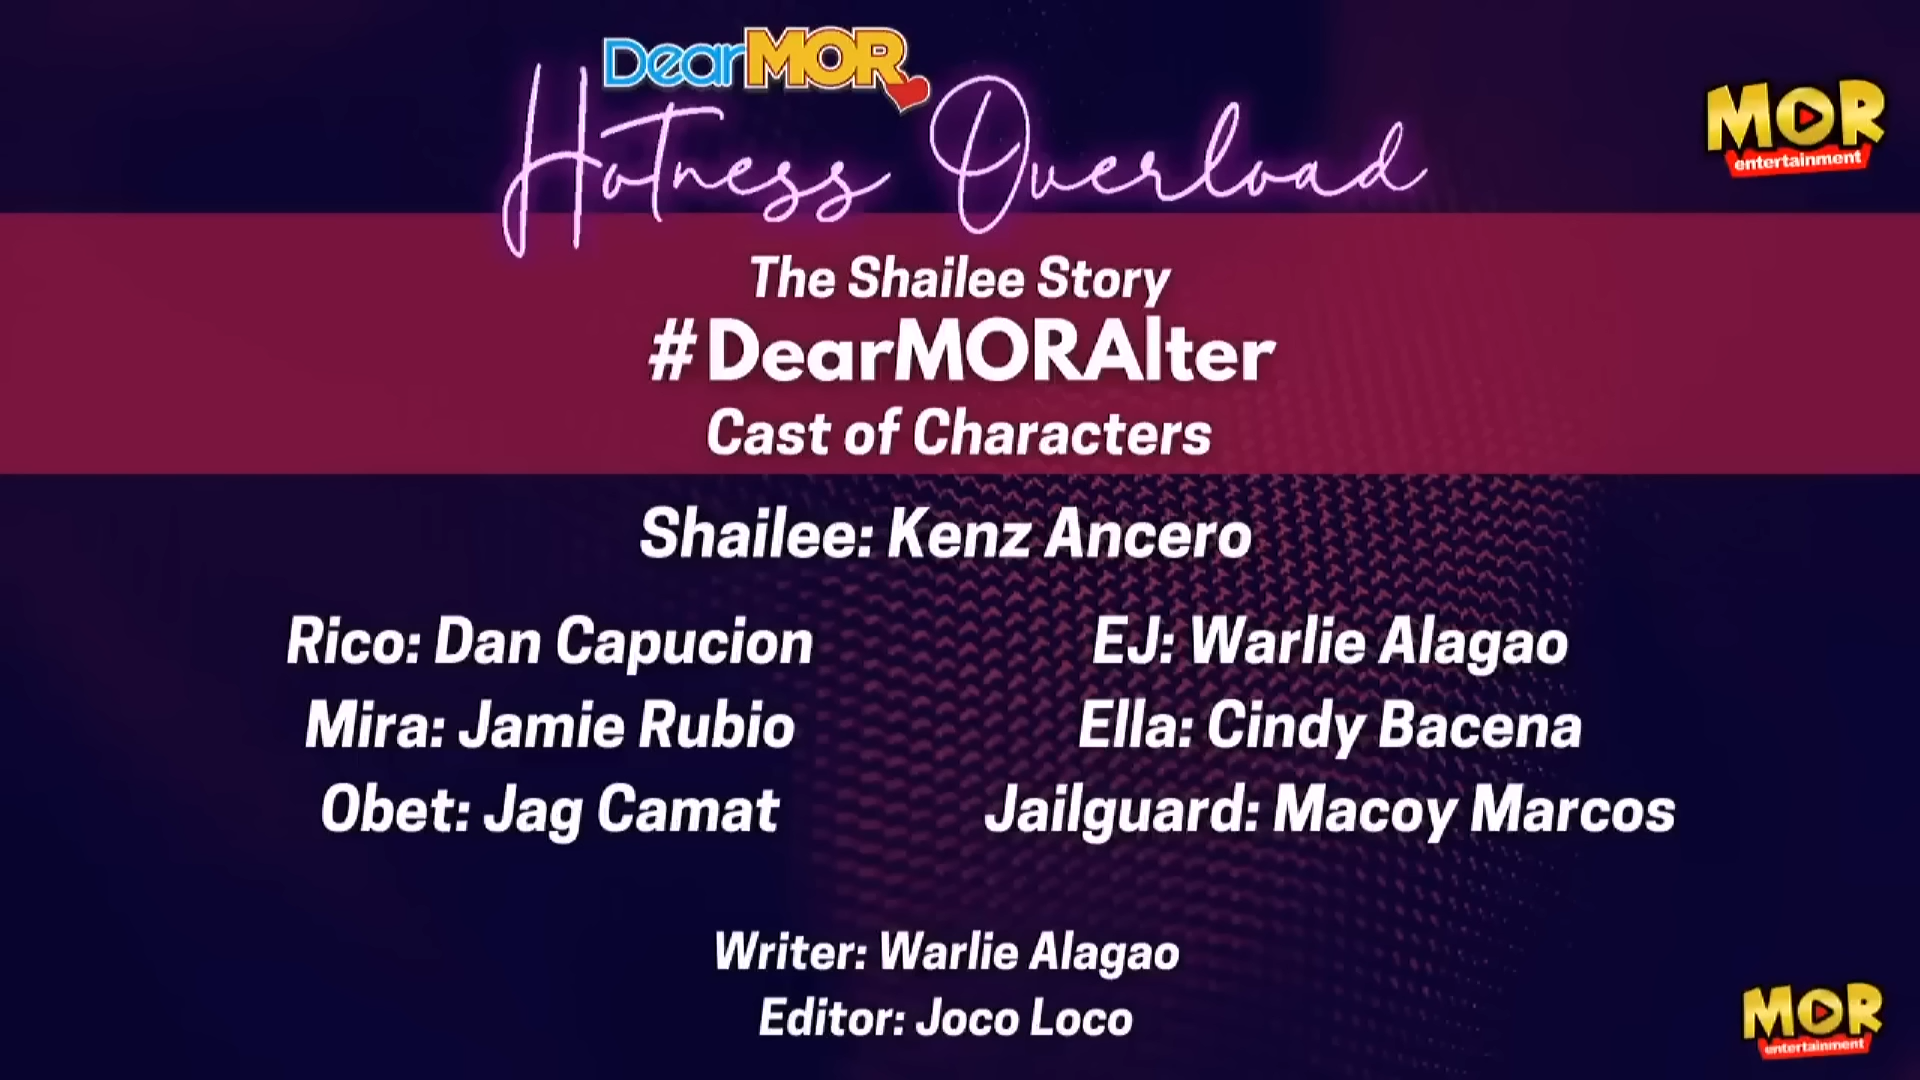 DearMOR
Hotness Overload
MOR
entertainment
The Shailee Story
#DearMORAlter
Cast of Characters
Shailee: Kenz Ancero
Rico: Dan Capucion
Mira: Jamie Rubio
Obet: Jag Camat
EJ: Warlie Alagao
Ella: Cindy Bacena
Jailguard: Macoy Marcos
Writer: Warlie Alagao
Editor: Joco Loco
MOR
entertainment